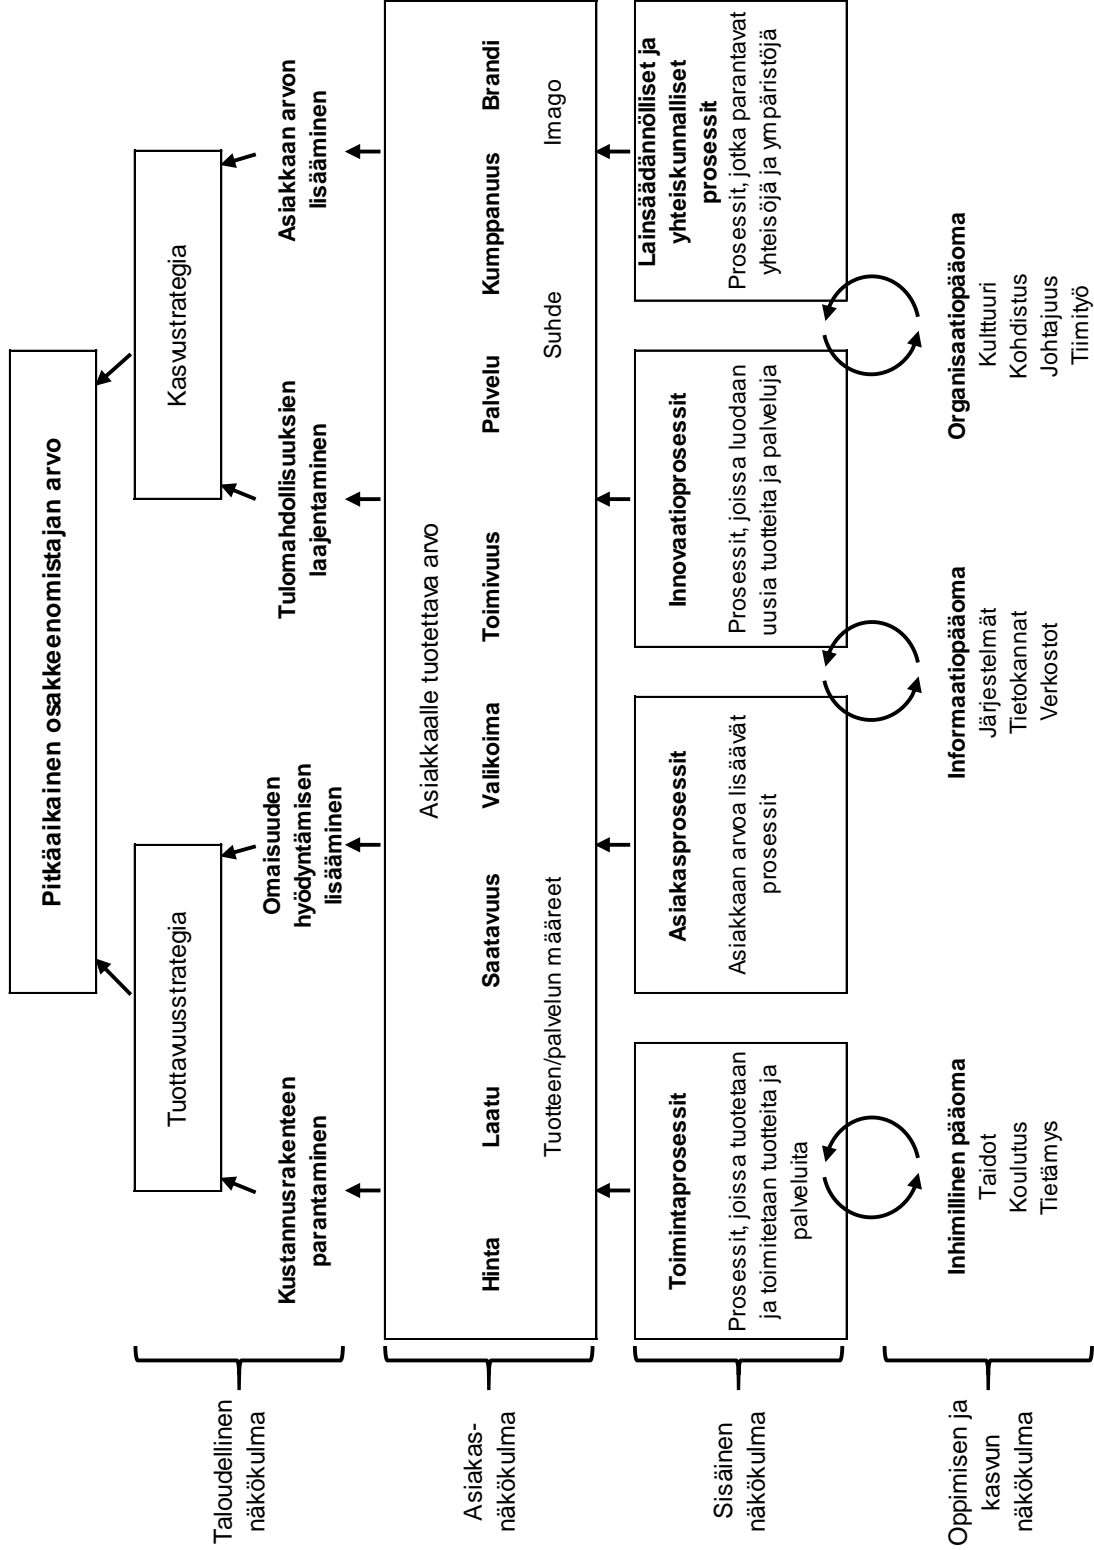 Pitkäaikainen osakkeenomistajan arvo
Taloudellinen
näkökulma
Tuottavuusstrategia
Kasvustrategia
Kustannusrakenteen
parantaminen
Omaisuuden
hyödyntämisen
lisääminen
Tulomahdollisuuksien
laajentaminen
Asiakkaan arvon
lisääminen
Asiakas-
näkökulma
Asiakkaalle tuotettava arvo
Hinta Laatu Saatavuus Valikoima Toimivuus Palvelu Kumppanuus Brandi
Tuotteen/palvelun määreet Suhde Imago
Sisäinen
näkökulma
Toimintaprosessit
Prosessit, joissa tuotetaan
ja toimitetaan tuotteita ja
palveluita
Asiakasprosessit
Asiakkaan arvoa lisäävät
prosessit
Innovaatioprosessit
Prosessit, joissa luodaan
uusia tuotteita ja palveluja
Lainsäädännölliset ja
yhteiskunnalliset
prosessit
Prosessit, jotka parantavat
yhteisöjä ja ympäristöjä
Oppimisen ja
kasvun
näkökulma
Inhimillinen pääoma
Taidot
Koulutus
Tietämys
Informaatiopääoma
Järjestelmät
Tietokannat
Verkostot
Organisaatiopääoma
Kulttuuri
Kohdistus
Johtajuus
Tiimityö